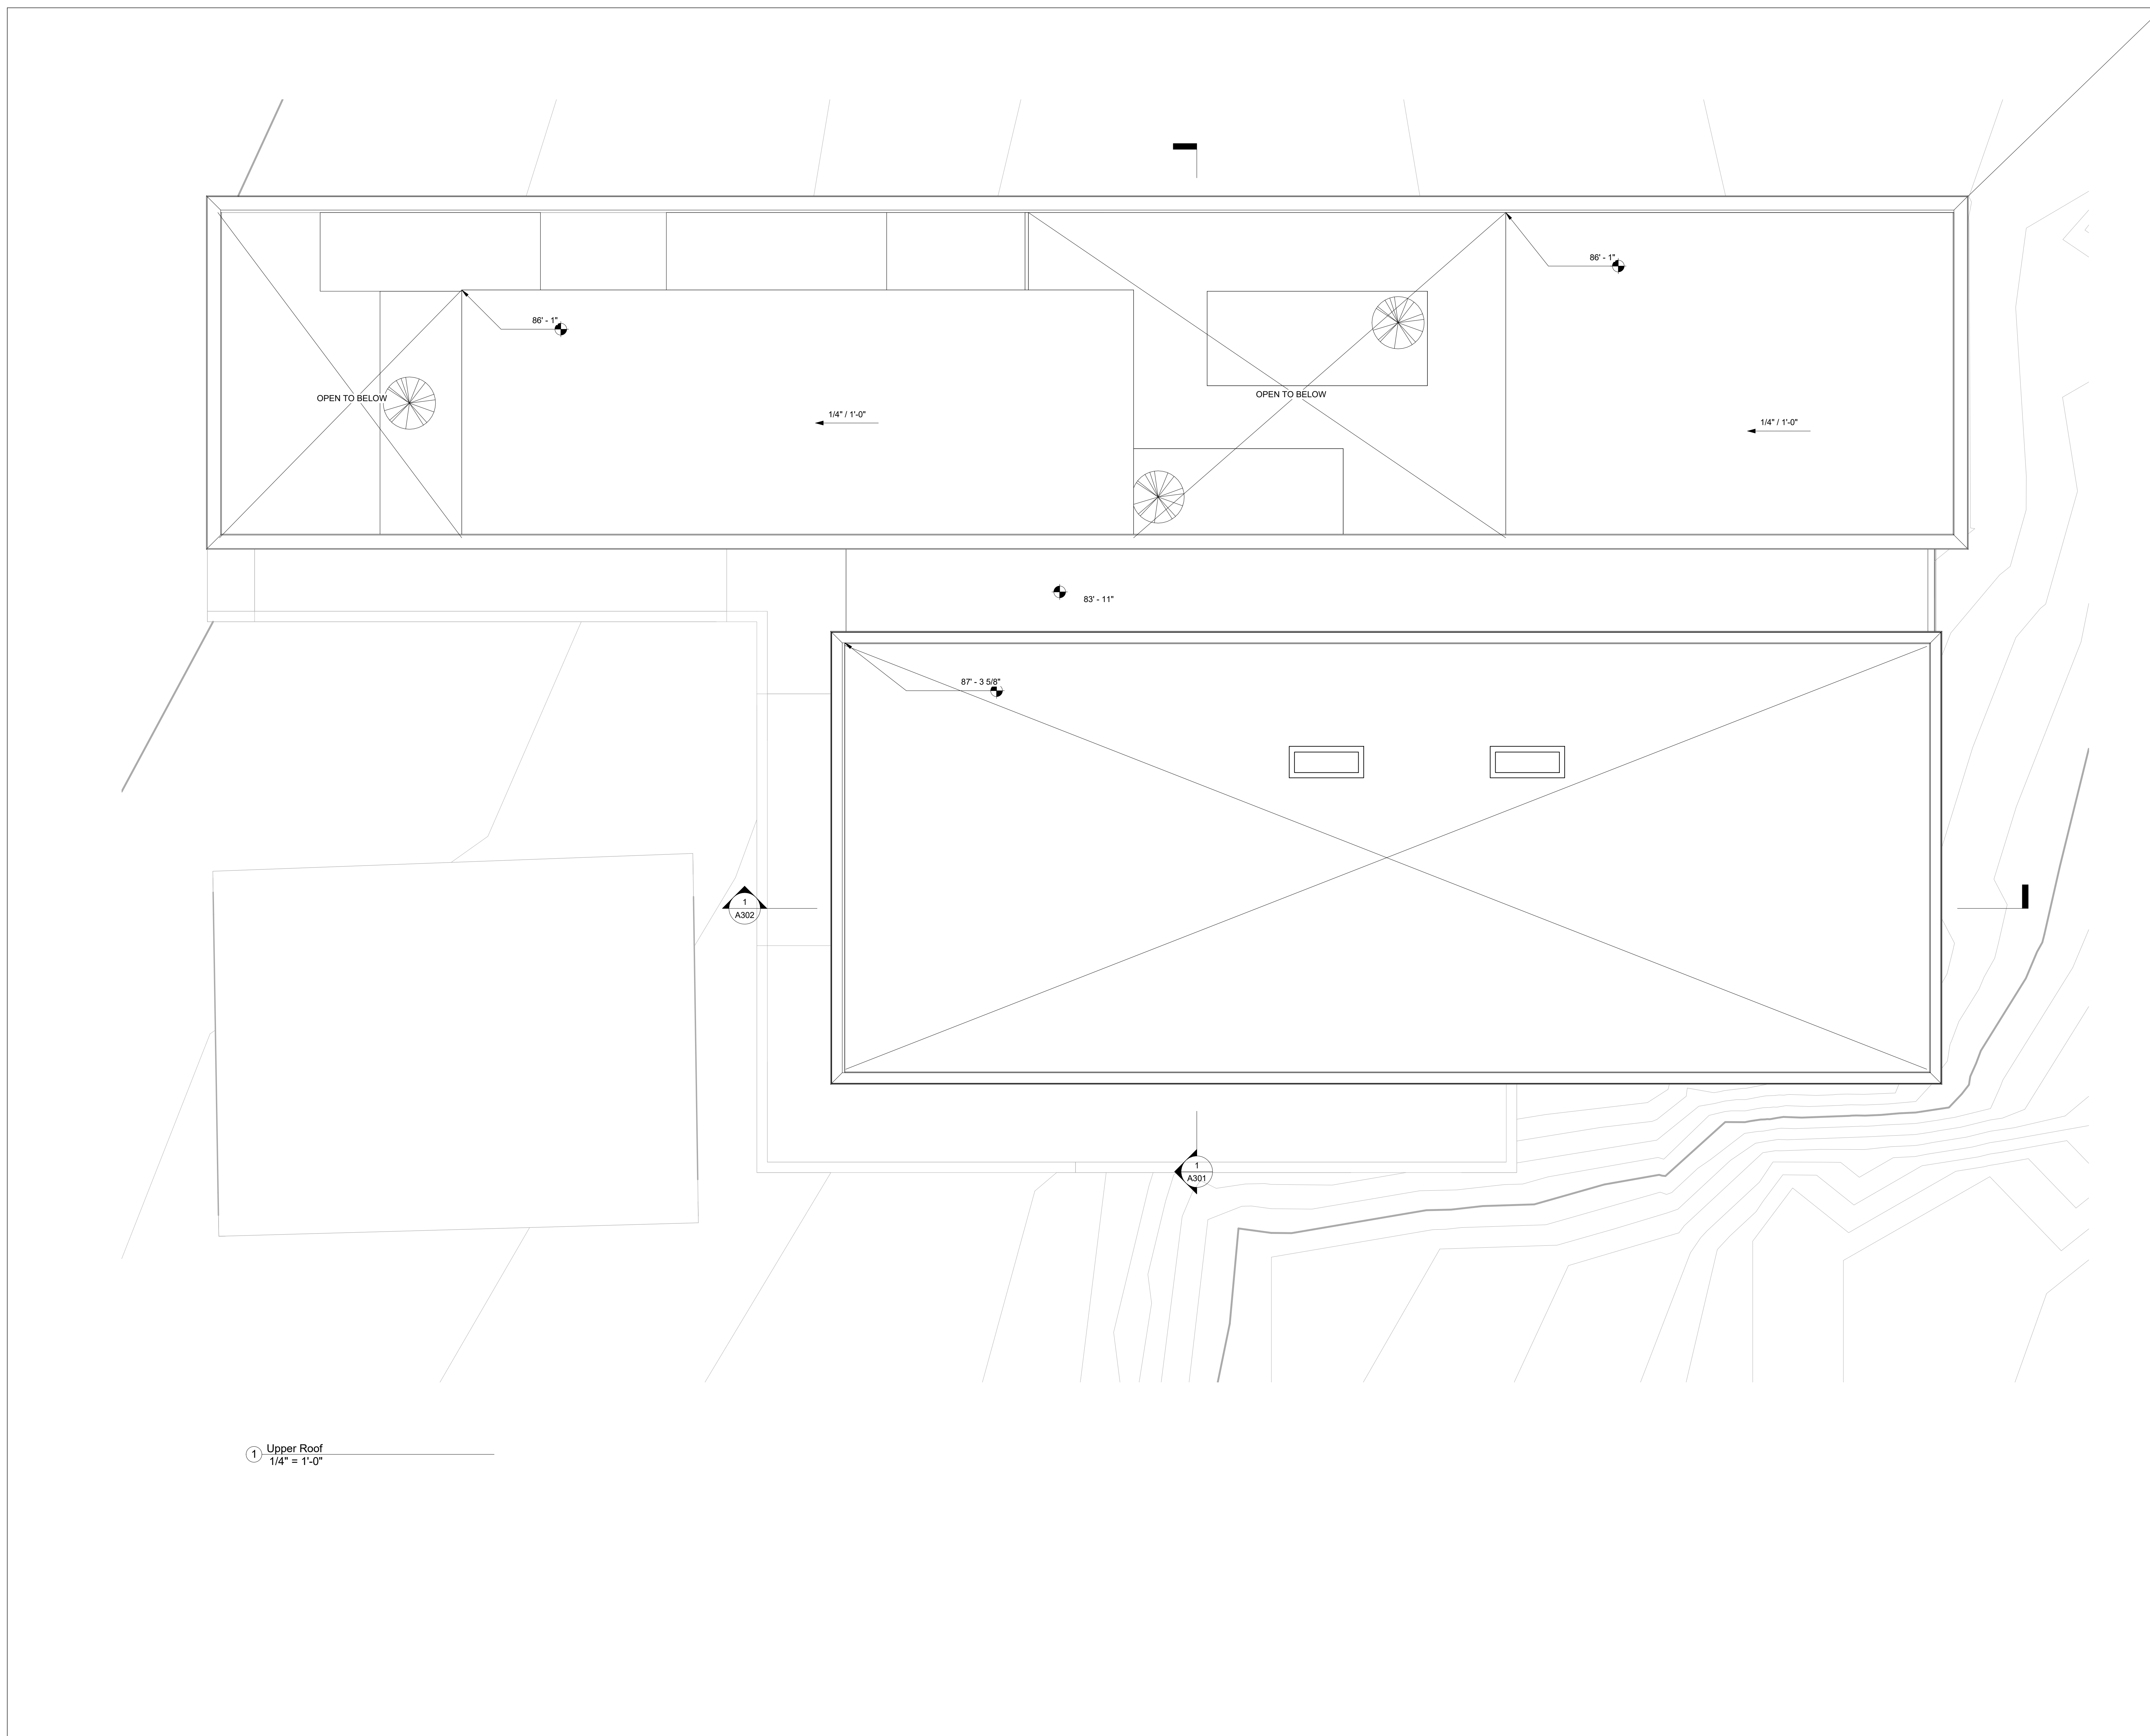 86' - 1"
86' - 1"
OPEN TO BELOW
OPEN TO BELOW
1/4" / 1'-0"
1/4" / 1'-0"
83' - 11"
87' - 3 5/8"
1
A302
1
A301
1
Upper Roof
1/4" = 1'-0"